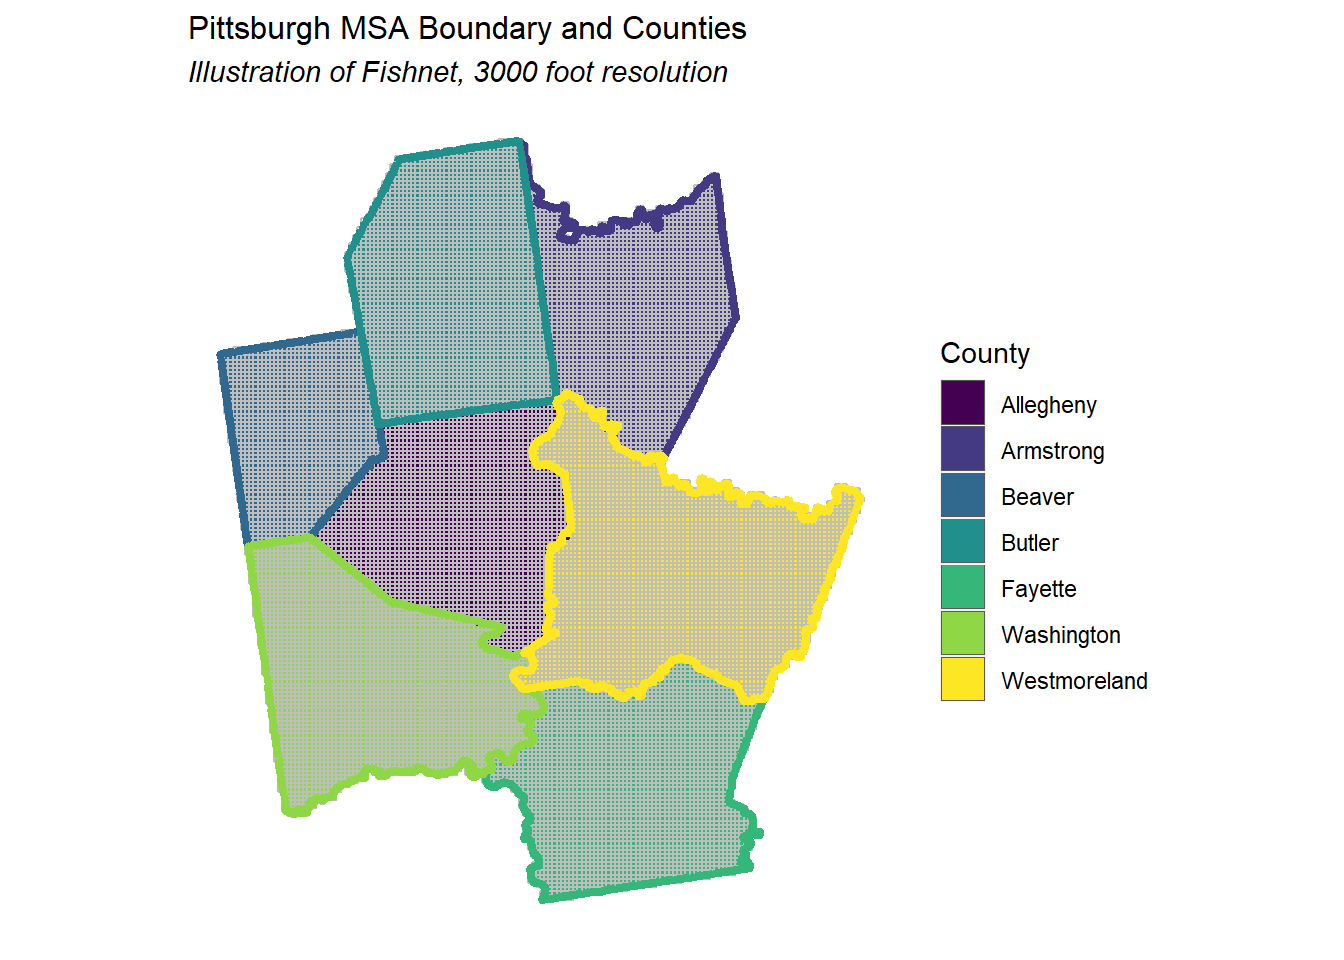 Pittsburgh MSA Boundary and Counties
Illustration of Fishnet, 3000 foot resolution
County
Allegheny
Armstrong
Beaver
Butler
Fayette
Washington
Westmoreland